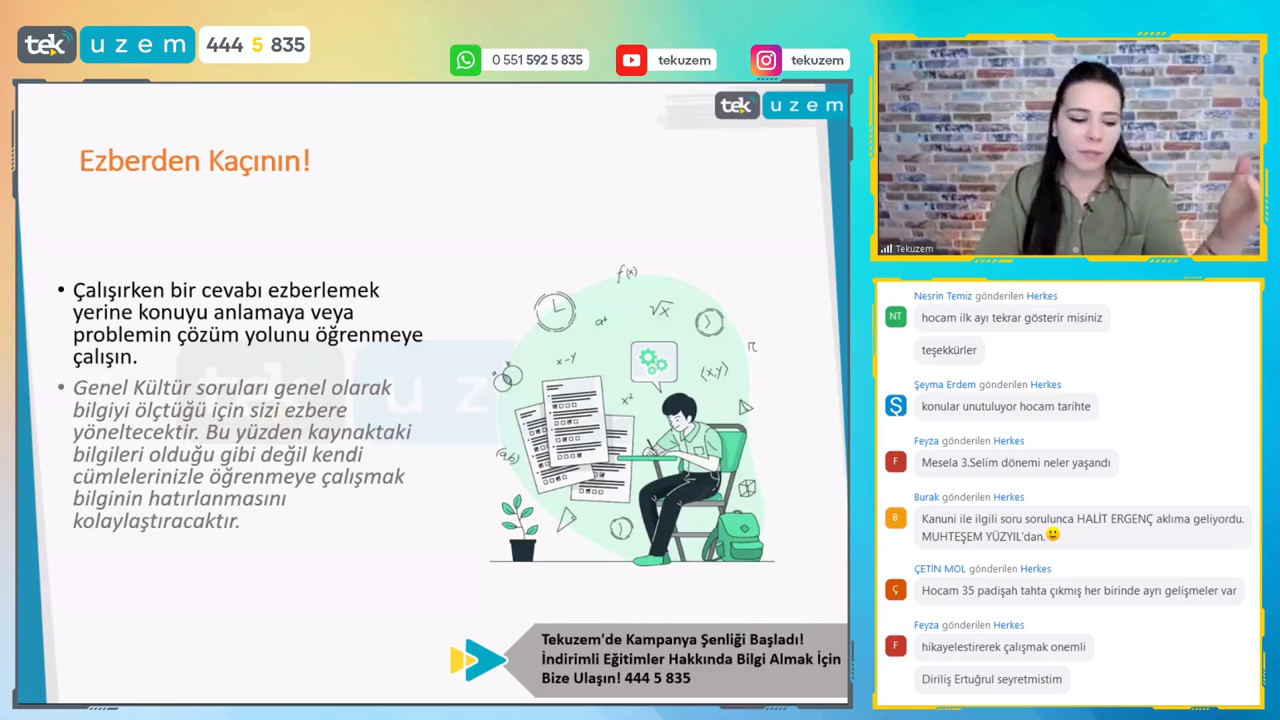 tek uzem 444 5 835
0 551 592 5 835
tekuzem
tekuzem
tek uzem
Ezberden Kaçının!
• Çalışırken bir cevabı ezberlemek
yerine konuyu anlamaya veya
problemin çözüm yolunu öğrenmeye
çalışın.
• Genel Kültür soruları genel olarak
bilgiyi ölçtüğü için sizi ezbere
yöneltecektir. Bu yüzden kaynaktaki
bilgileri olduğu gibi değil kendi
cümlelerinizle öğrenmeye çalışmak
bilginin hatırlanmasını
kolaylaştıracaktır.
f(x)
√x
a²
π
x-y
(x,y)
x²
(a,b)
Tekuzem'de Kampanya Şenliği Başladı!
İndirimli Eğitimler Hakkında Bilgi Almak İçin
Bize Ulaşın! 444 5 835
Tekuzem
Nesrin Temiz gönderilen Herkes
NT
hocam ilk ayı tekrar gösterir misiniz
teşekkürler
Şeyma Erdem gönderilen Herkes
Ş
konular unutuluyor hocam tarihte
Feyza gönderilen Herkes
F
Mesela 3.Selim dönemi neler yaşandı
Burak gönderilen Herkes
B
Kanuni ile ilgili soru sorulunca HALİT ERGENÇ aklıma geliyordu.
MUHTEŞEM YÜZYIL'dan.
ÇETİN MOL gönderilen Herkes
Ç
Hocam 35 padişah tahta çıkmış her birinde ayrı gelişmeler var
Feyza gönderilen Herkes
F
hikayelestirerek çalışmak onemli
Diriliş Ertuğrul seyretmistim